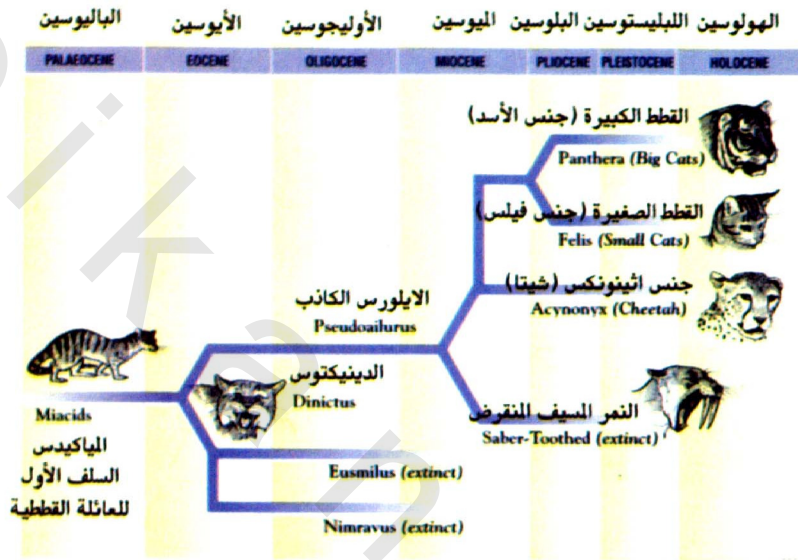 الباليوسين
الأيوسين
الأوليجوسين
الميوسين
البلوسين
اللبليستوسين
الهولوسين
PALAEOCENE
EOCENE
OLIGOCENE
MIOCENE
PLIOCENE
PLEISTOCENE
HOLOCENE
القطط الكبيرة (جنس الأسد)
Panthera (Big Cats)
القطط الصغيرة (جنس فيلس)
Felis (Small Cats)
جنس اثينونكس (شيتا)
Acynonyx (Cheetah)
الايلورس الكاذب
Pseudoailurus
الدينيكتوس
Dinictus
النمر المسيف المنقرض
Saber-Toothed (extinct)
Miacids
المياكيدس
السلف الأول
للعائلة القططية
Eusmilus (extinct)
Nimravus (extinct)